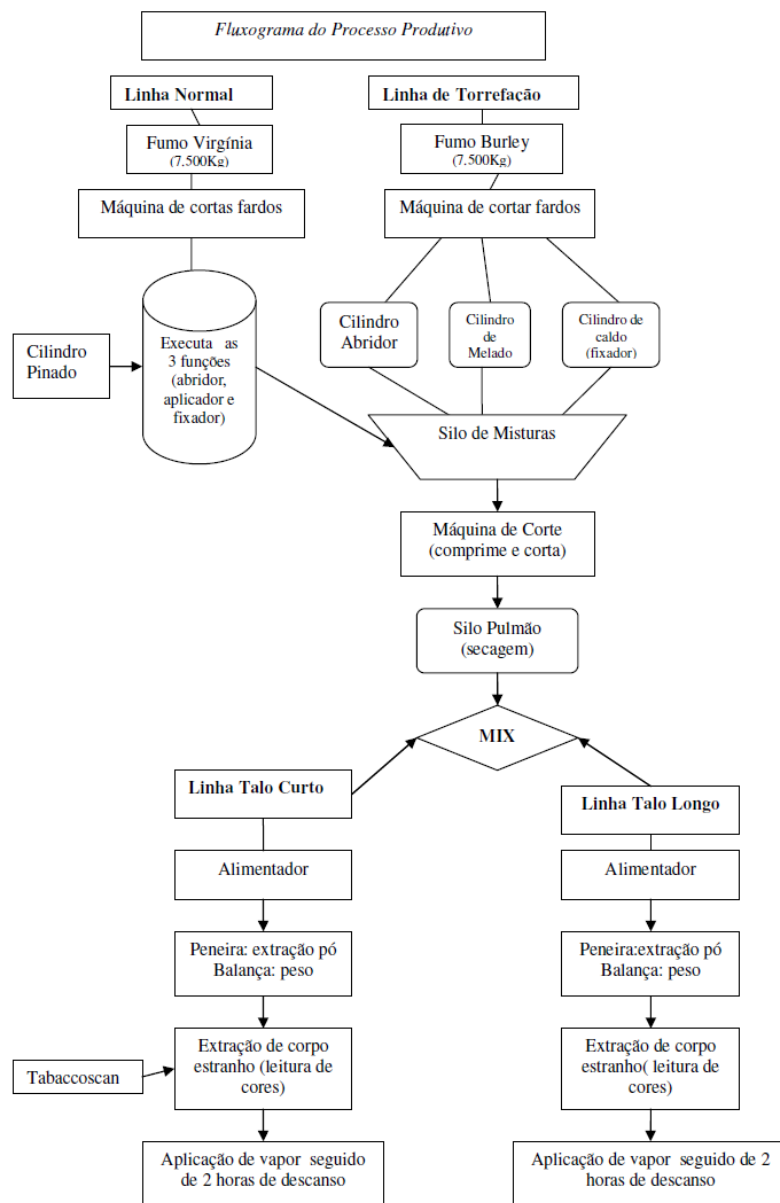 Fluxograma do Processo Produtivo
Linha Normal
Linha de Torrefação
Fumo Virgínia
(7.500Kg)
Fumo Burley
(7.500Kg)
Máquina de cortas fardos
Máquina de cortar fardos
Cilindro
Pinado
Executa as
3 funções
(abridor,
aplicador e
fixador)
Cilindro
Abridor
Cilindro
de
Melado
Cilindro de
caldo
(fixador)
Silo de Misturas
Máquina de Corte
(comprime e corta)
Silo Pulmão
(secagem)
MIX
Linha Talo Curto
Linha Talo Longo
Alimentador
Alimentador
Peneira: extração pó
Balança: peso
Peneira:extração pó
Balança: peso
Tabaccoscan
Extração de corpo
estranho (leitura de
cores)
Extração de corpo
estranho( leitura de
cores)
Aplicação de vapor seguido
de 2 horas de descanso
Aplicação de vapor seguido de 2
horas de descanso